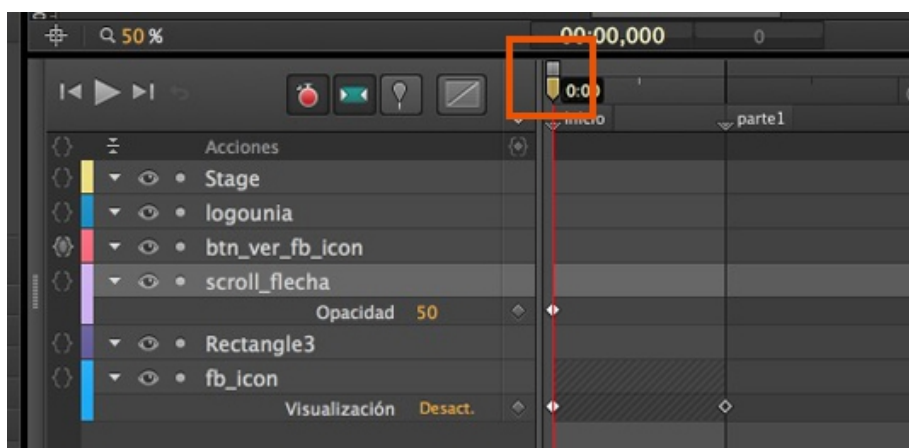 50 %
00:00,000
0
0:00
inicio
parte1
Acciones
Stage
logounia
btn_ver_fb_icon
scroll_flecha
Opacidad 50
Rectangle3
fb_icon
Visualización Desact.